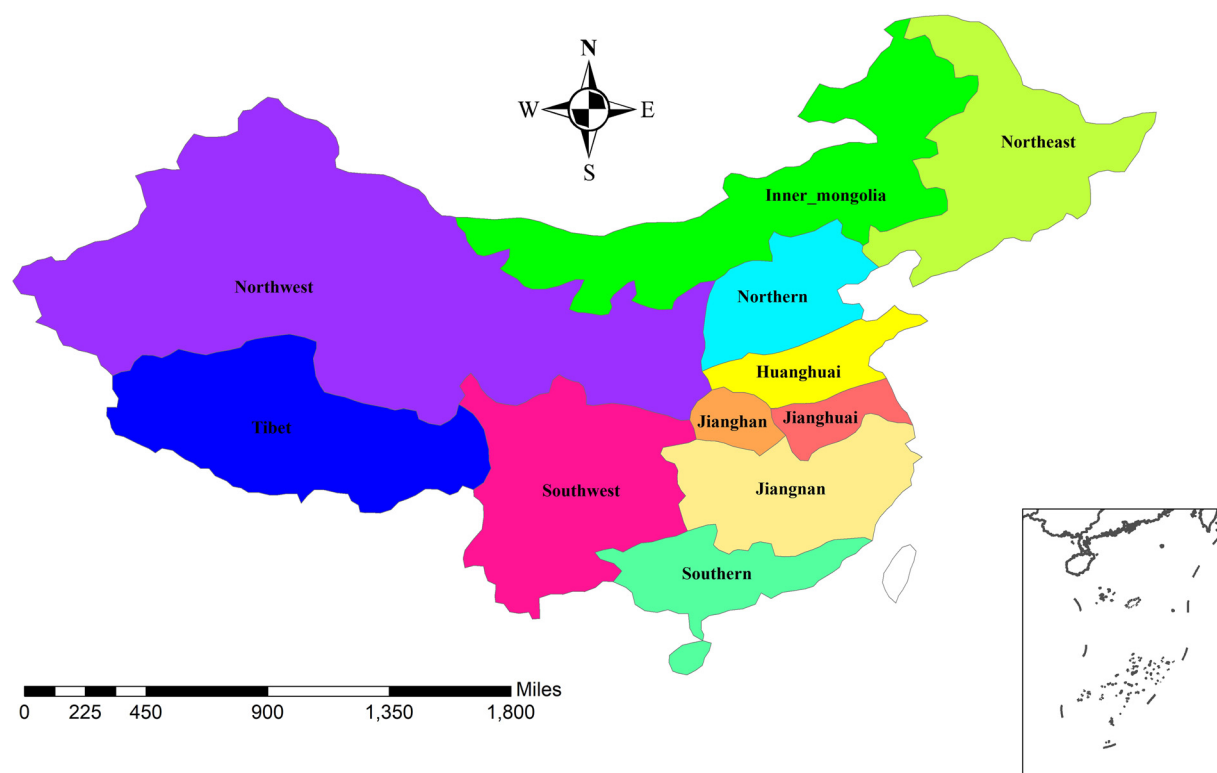 N
W
E
S
Northeast
Inner_mongolia
Northwest
Northern
Huanghuai
Jianghan
Jianghuai
Tibet
Southwest
Jiangnan
Southern
Miles
0 225 450 900 1,350 1,800